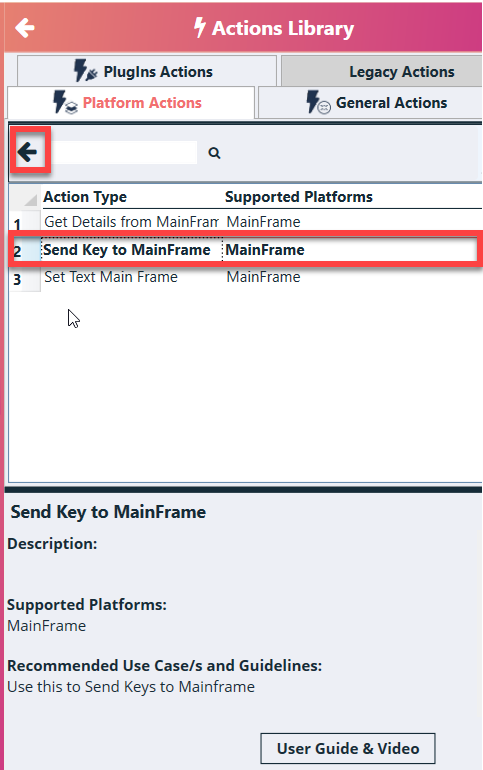 Actions Library
PlugIns Actions
Legacy Actions
Platform Actions
General Actions
Action Type Supported Platforms
1 Get Details from MainFram MainFrame
2 Send Key to MainFrame MainFrame
3 Set Text Main Frame MainFrame
Send Key to MainFrame
Description:
Supported Platforms:
MainFrame
Recommended Use Case/s and Guidelines:
Use this to Send Keys to Mainframe
User Guide & Video